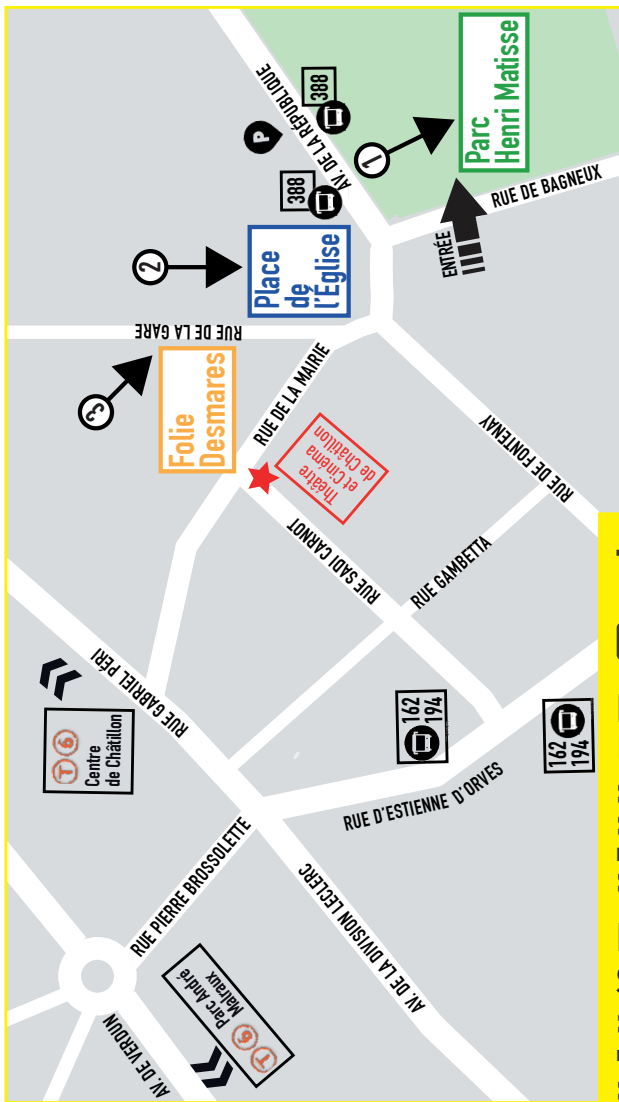 AV. DE VERDUN
T 6
Parc André
Malraux
RUE PIERRE BROSSOLETTE
AV. DE LA DIVISION LECLERC
T 6
Centre
de Châtillon
RUE GABRIEL PÉRI
RUE D'ESTIENNE D'ORVES
162
194
162
194
RUE GAMBETTA
RUE SADI CARNOT
Théâtre
et Cinéma
de Châtillon
RUE DE FONTENAY
3
Folie
Desmares
RUE DE LA MAIRIE
RUE DE LA GARE
2
Place
de
l'Église
388
P
AV. DE LA RÉPUBLIQUE
388
1
ENTRÉE
Parc
Henri Matisse
RUE DE BAGNEUX